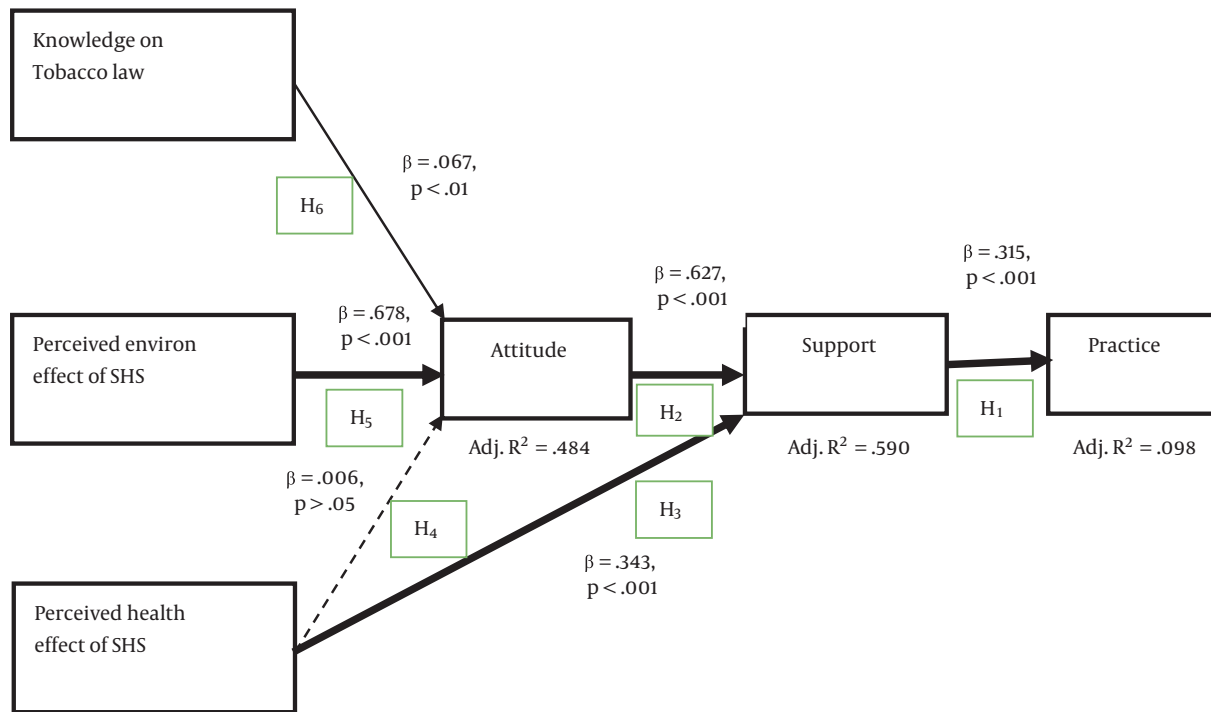 Knowledge on
Tobacco law
β = .067,
p < .01
H₆
β = .315,
p < .001
β = .627,
p < .001
β = .678,
p < .001
Perceived environ
effect of SHS
Attitude
Support
Practice
H₅
H₂
H₁
Adj. R² = .484
Adj. R² = .590
Adj. R² = .098
β = .006,
p > .05
H₄
H₃
β = .343,
p < .001
Perceived health
effect of SHS